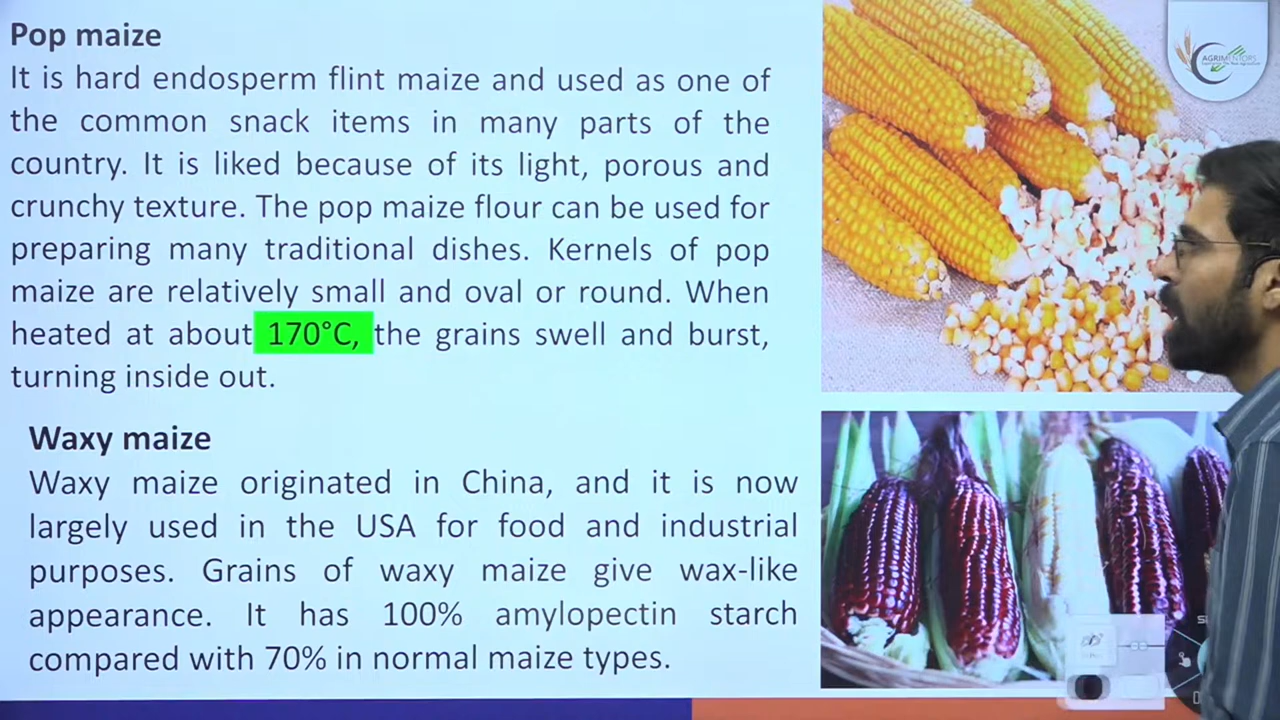 Pop maize
It is hard endosperm flint maize and used as one of
the common snack items in many parts of the
country. It is liked because of its light, porous and
crunchy texture. The pop maize flour can be used for
preparing many traditional dishes. Kernels of pop
maize are relatively small and oval or round. When
heated at about 170°C, the grains swell and burst,
turning inside out.
Waxy maize
Waxy maize originated in China, and it is now
largely used in the USA for food and industrial
purposes. Grains of waxy maize give wax-like
appearance. It has 100% amylopectin starch
compared with 70% in normal maize types.
AGRIMENTORS